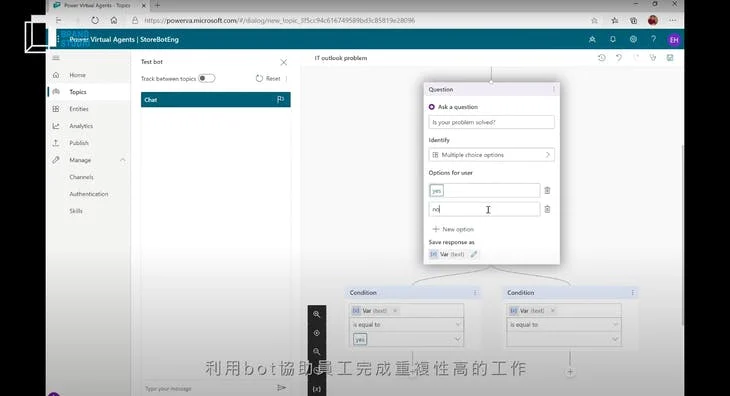 Power Virtual Agents - Topics
https://powerva.microsoft.com/#/dialog/new_topic_3f5cc94c616749589bd3c85819e28096
BRAND
STUDIO
Power Virtual Agents | StoreBotEng
EH
Home
Topics
Entities
Analytics
Publish
Manage
Channels
Authentication
Skills
Test bot
Track between topics
Reset
Chat
Type your message
IT outlook problem
Question
Ask a question
Is your problem solved?
Identify
Multiple choice options
Options for user
yes
no
New option
Save response as
{x} Var (text)
Condition
{x} Var (text)
is equal to
yes
Condition
{x} Var (text)
is equal to
{x}
利用bot協助員工完成重複性高的工作